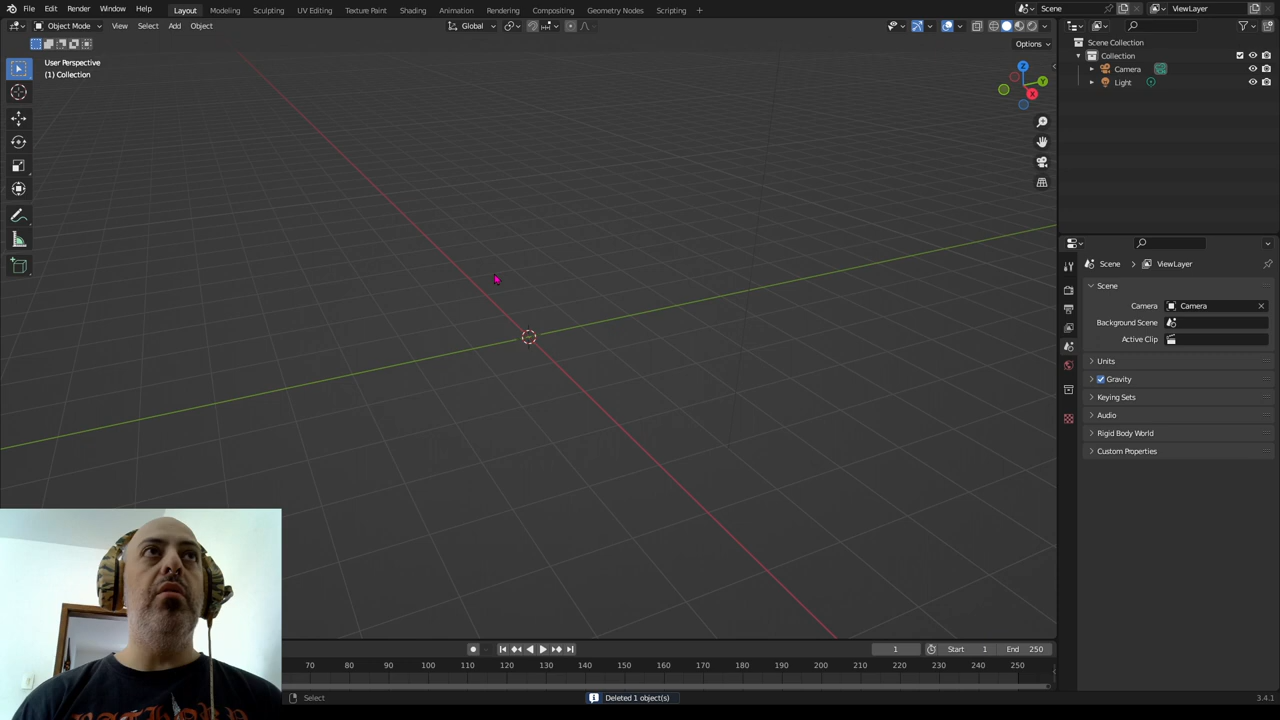 File Edit Render Window Help
Layout Modeling Sculpting UV Editing Texture Paint Shading Animation Rendering Compositing Geometry Nodes Scripting
Scene ViewLayer
Object Mode View Select Add Object
Global
Options
User Perspective
(1) Collection
Z
Y
X
Scene Collection
Collection
Camera
Light
Scene ViewLayer
Scene
Camera Camera
Background Scene
Active Clip
Units
Gravity
Keying Sets
Audio
Rigid Body World
Custom Properties
1 Start 1 End 250
70 80 90 100 110 120 130 140 150 160 170 180 190 200 210 220 230 240 250
Select
Deleted 1 object(s)
3.4.1